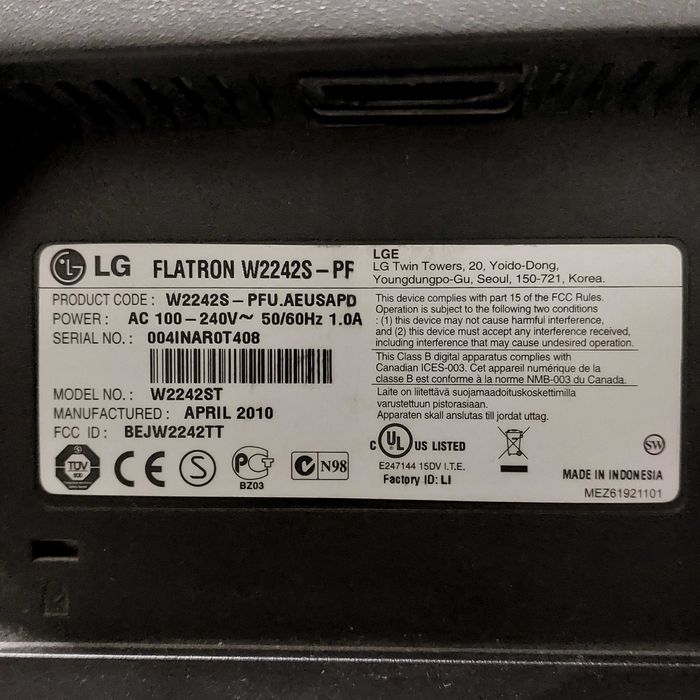 LG FLATRON W2242S-PF
PRODUCT CODE : W2242S-PFU.AEUSAPD
POWER : AC 100-240V~ 50/60Hz 1.0A
SERIAL NO. : 004INAR0T408
MODEL NO. : W2242ST
MANUFACTURED : APRIL 2010
FCC ID : BEJW2242TT
TÜV
CE
S
PG
BZ03
N98
LGE
LG Twin Towers, 20, Yoido-Dong,
Youngdungpo-Gu, Seoul, 150-721, Korea.
This device complies with part 15 of the FCC Rules.
Operation is subject to the following two conditions
: (1) this device may not cause harmful interference,
and (2) this device must accept any interference received,
including interference that may cause undesired operation.
This Class B digital apparatus complies with
Canadian ICES-003. Cet appareil numérique de la
classe B est conforme à la norme NMB-003 du Canada.
Laite on liitettävä suojamaadoituskoskettimilla
varustettuun pistorasiaan.
Apparaten skall anslutas till jordat uttag.
C UL US LISTED
E247144 15DV I.T.E.
Factory ID: LI
SW
MADE IN INDONESIA
MEZ61921101